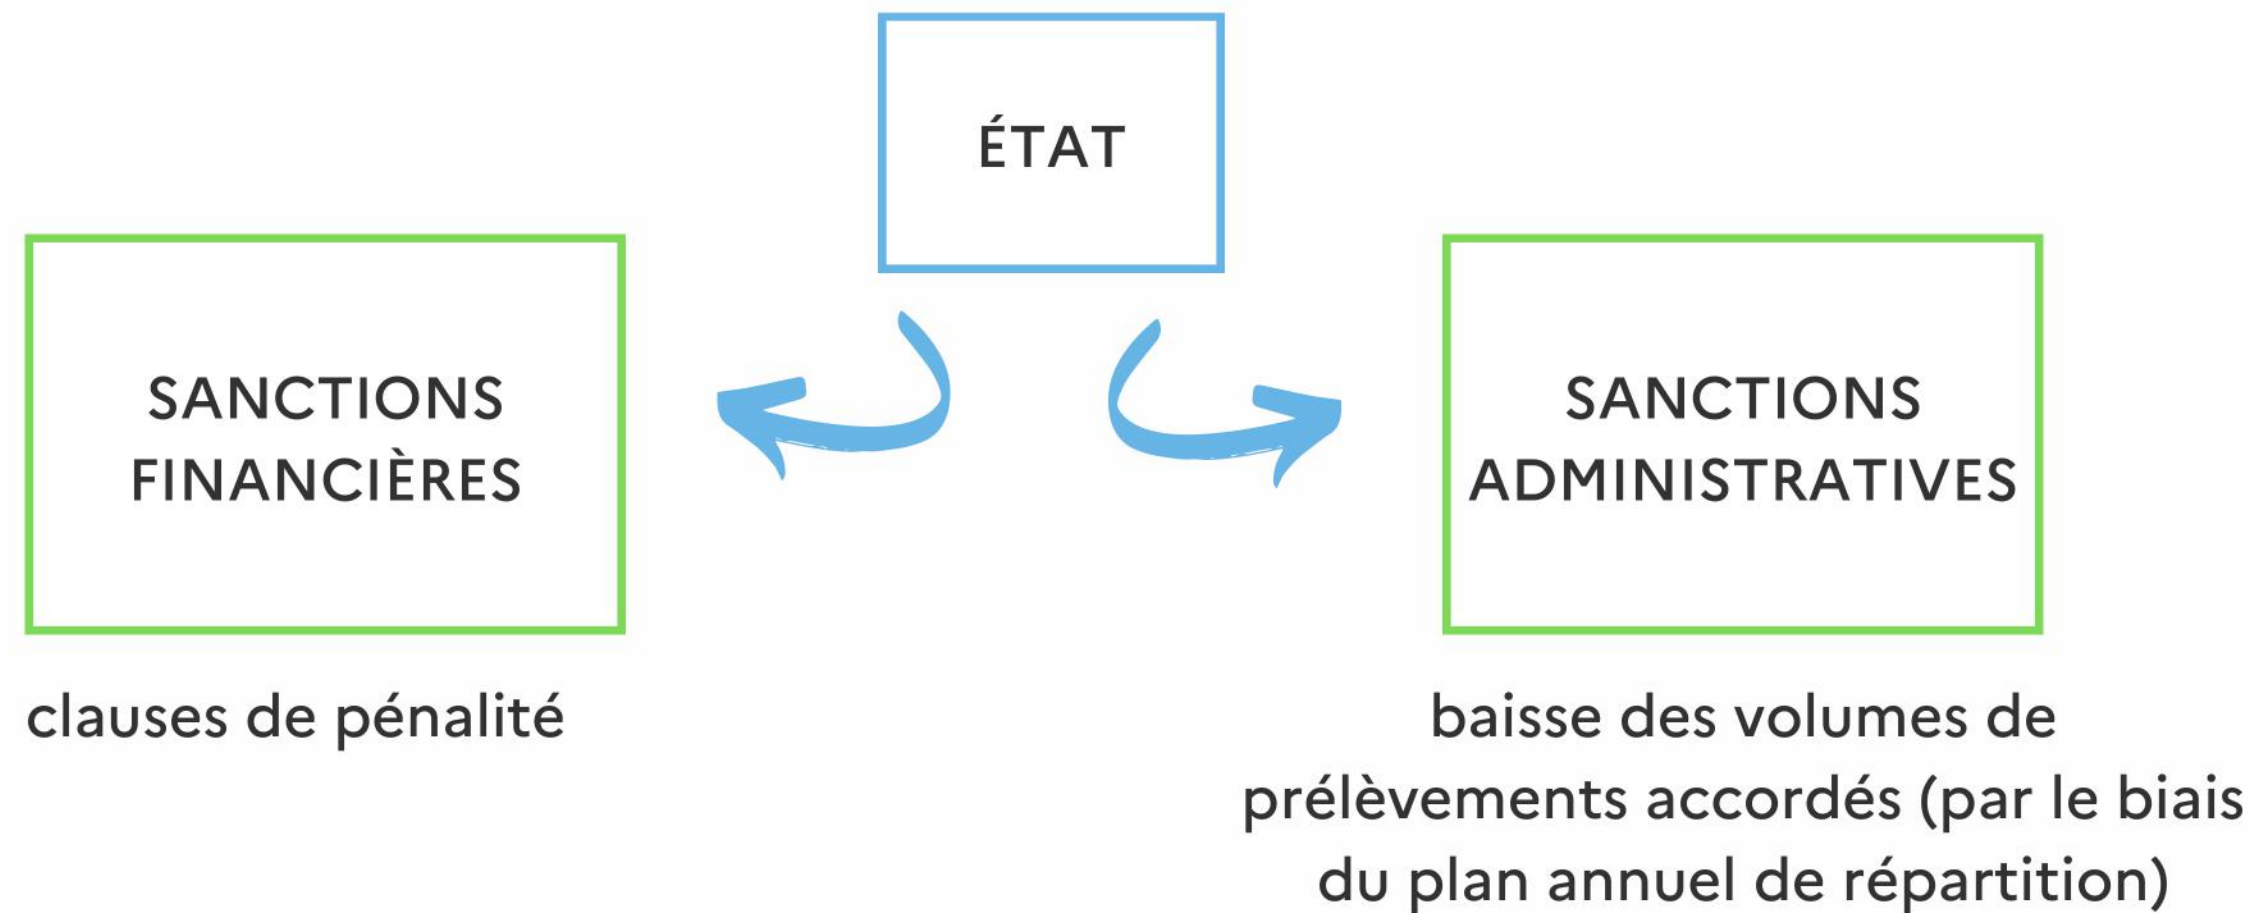 ÉTAT
SANCTIONS
FINANCIÈRES
clauses de pénalité
SANCTIONS
ADMINISTRATIVES
baisse des volumes de
prélèvements accordés (par le biais
du plan annuel de répartition)